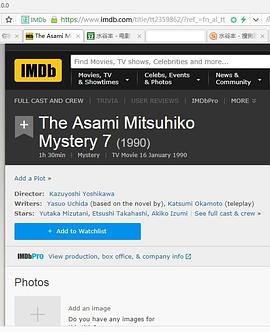 0.0
IMDb
https://www.imdb.com/title/tt2359862/?ref_=fn_al_tt
The Asami M
水谷丰 - 电影
水谷丰 - 搜狗
IMDb
Find Movies, TV shows, Celebrities and more...
Movies, TV
& Showtimes
Celebs, Events
& Photos
News &
Community
FULL CAST AND CREW
TRIVIA
USER REVIEWS
IMDbPro
MORE
The Asami Mitsuhiko
Mystery 7 (1990)
1h 30min | Mystery | TV Movie 16 January 1990
Add a Plot »
Director: Kazuyoshi Yoshikawa
Writers: Yasuo Uchida (based on the novel by), Katsumi Okamoto (teleplay)
Stars: Yutaka Mizutani, Etsushi Takahashi, Akiko Izumi | See full cast & crew »
+ Add to Watchlist
IMDbPro View production, box office, & company info
Photos
Add an image
Do you have any images for